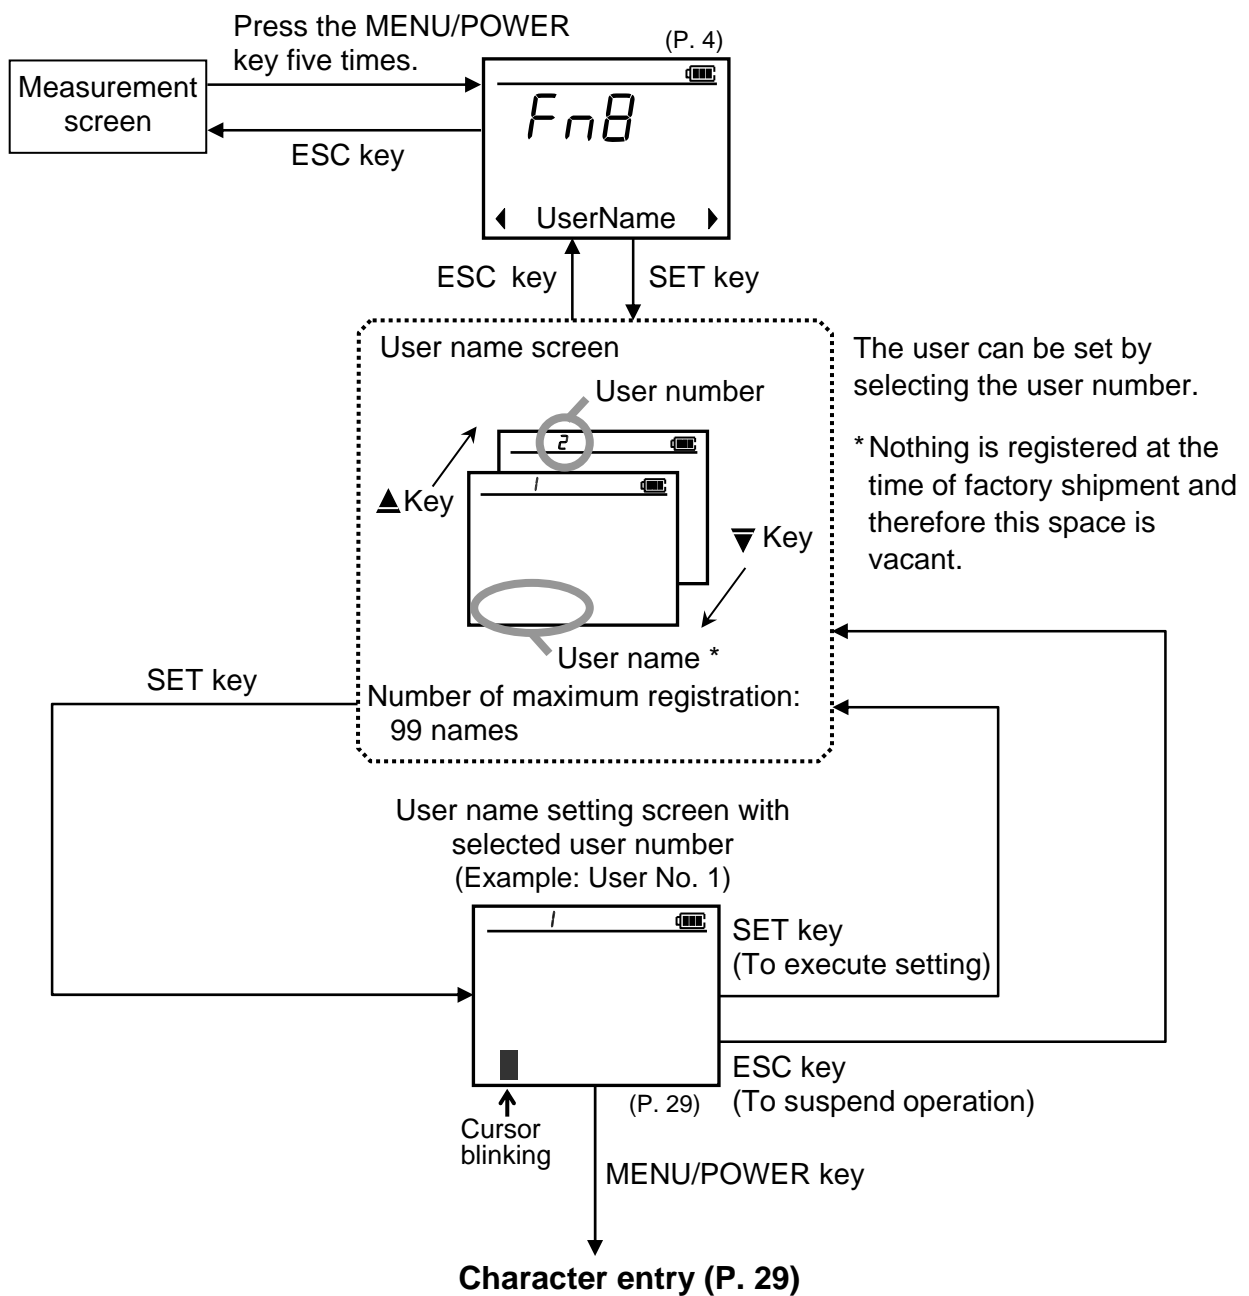 Press the MENU/POWER
key five times.
(P. 4)
Measurement
screen
ESC key
Fn8
UserName
ESC key
SET key
User name screen
User number
2
1
▲Key
▼ Key
User name *
Number of maximum registration:
99 names
The user can be set by
selecting the user number.
* Nothing is registered at the
time of factory shipment and
therefore this space is
vacant.
SET key
User name setting screen with
selected user number
(Example: User No. 1)
1
SET key
(To execute setting)
ESC key
(To suspend operation)
(P. 29)
Cursor
blinking
MENU/POWER key
Character entry (P. 29)